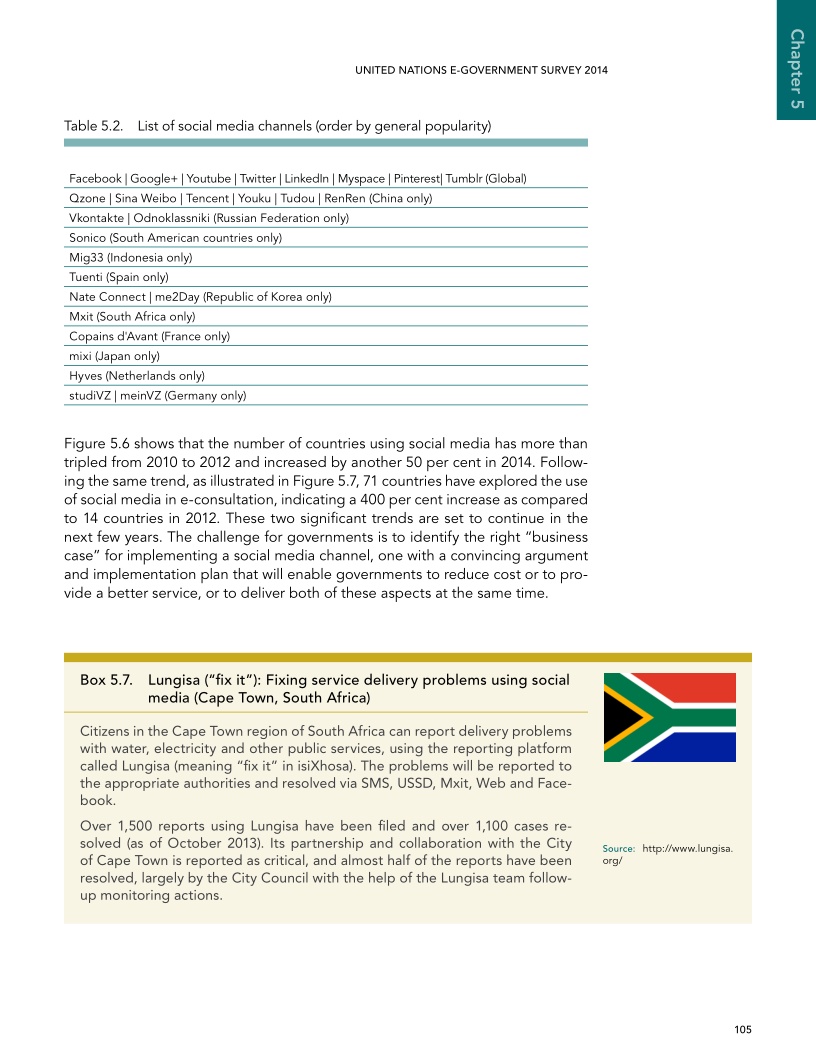 Chapter 5
UNITED NATIONS E-GOVERNMENT SURVEY 2014
Table 5.2. List of social media channels (order by general popularity)
Facebook | Google+ | Youtube | Twitter | LinkedIn | Myspace | Pinterest| Tumblr (Global)
Qzone | Sina Weibo | Tencent | Youku | Tudou | RenRen (China only)
Vkontakte | Odnoklassniki (Russian Federation only)
Sonico (South American countries only)
Mig33 (Indonesia only)
Tuenti (Spain only)
Nate Connect | me2Day (Republic of Korea only)
Mxit (South Africa only)
Copains d'Avant (France only)
mixi (Japan only)
Hyves (Netherlands only)
studiVZ | meinVZ (Germany only)
Figure 5.6 shows that the number of countries using social media has more than
tripled from 2010 to 2012 and increased by another 50 per cent in 2014. Follow-
ing the same trend, as illustrated in Figure 5.7, 71 countries have explored the use
of social media in e-consultation, indicating a 400 per cent increase as compared
to 14 countries in 2012. These two significant trends are set to continue in the
next few years. The challenge for governments is to identify the right “business
case” for implementing a social media channel, one with a convincing argument
and implementation plan that will enable governments to reduce cost or to pro-
vide a better service, or to deliver both of these aspects at the same time.
Box 5.7. Lungisa (“fix it”): Fixing service delivery problems using social
media (Cape Town, South Africa)
Citizens in the Cape Town region of South Africa can report delivery problems
with water, electricity and other public services, using the reporting platform
called Lungisa (meaning “fix it” in isiXhosa). The problems will be reported to
the appropriate authorities and resolved via SMS, USSD, Mxit, Web and Face-
book.
Over 1,500 reports using Lungisa have been filed and over 1,100 cases re-
solved (as of October 2013). Its partnership and collaboration with the City
of Cape Town is reported as critical, and almost half of the reports have been
resolved, largely by the City Council with the help of the Lungisa team follow-
up monitoring actions.
Source: http://www.lungisa.
org/
105